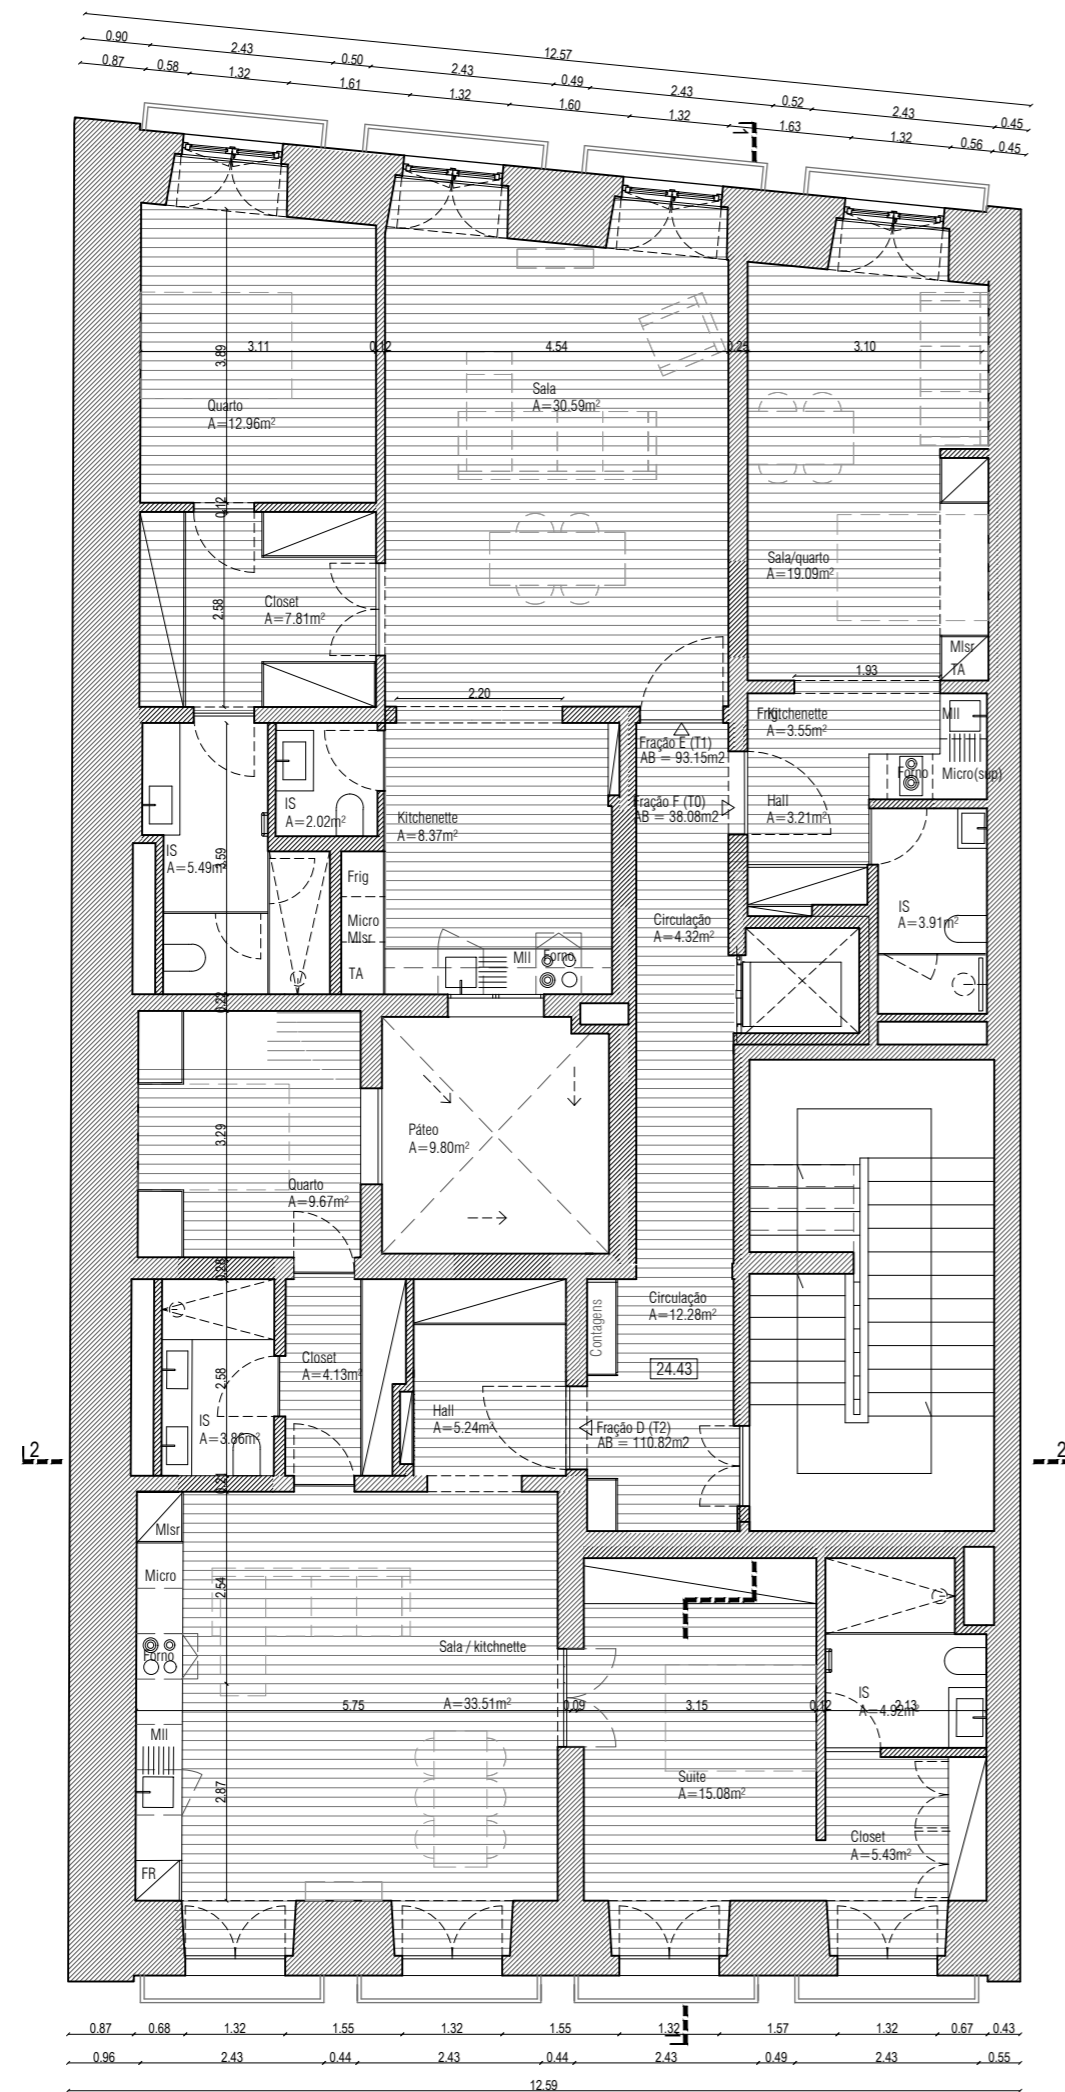 12.57
0.90 2.43 0.50 2.43 0.49 2.43 0.52 2.43 0.45
0.87 0.58 1.32 1.61 1.32 1.60 1.32 1.63 1.32 0.56 0.45
3.89
3.11 0.12 4.54 0.25 3.10
Quarto
A=12.96m²
Sala
A=30.59m²
0.12
Sala/quarto
A=19.09m²
2.58
Closet
A=7.81m²
Mlsr
TA
1.93
2.20
Frig
Kitchenette
A=3.55m²
Mll
Forno
Micro(sup)
Fração E (T1)
AB = 93.15m2
Fração F (T0)
AB = 38.08m2
Hall
A=3.21m²
IS
A=2.02m²
Kitchenette
A=8.37m²
IS
A=5.49m²
3.59
Frig
Micro
Mlsr
TA
Mll
Forno
Circulação
A=4.32m²
IS
A=3.91m²
0.22
3.29
Páteo
A=9.80m²
Quarto
A=9.67m²
0.28
Contagens
Circulação
A=12.28m²
24.43
Closet
A=4.13m²
2.58
IS
A=3.86m²
Hall
A=5.24m²
Fração D (T2)
AB = 110.82m2
2
2
0.21
Mlsr
Micro
2.54
Forno
Sala / kitchnette
A=33.51m²
5.75 0.09 3.15 0.12 2.13
IS
A=4.92m²
Mll
2.87
Suite
A=15.08m²
Closet
A=5.43m²
FR
0.87 0.68 1.32 1.55 1.32 1.55 1.32 1.57 1.32 0.67 0.43
0.96 2.43 0.44 2.43 0.44 2.43 0.49 2.43 0.55
12.59